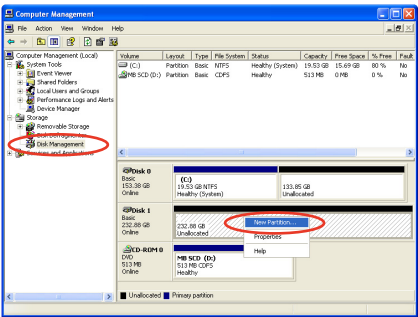 Computer Management
File Action View Window Help
Computer Management (Local)
System Tools
Event Viewer
Shared Folders
Local Users and Groups
Performance Logs and Alerts
Device Manager
Storage
Removable Storage
Disk Defragmenter
Disk Management
Services and Applications
Volume Layout Type File System Status Capacity Free Space % Free Fault
(C:) Partition Basic NTFS Healthy (System) 19.53 GB 15.69 GB 80 % No
MB SCD (D:) Partition Basic CDFS Healthy 513 MB 0 MB 0 % No
Disk 0
Basic
153.38 GB
Online
(C:)
19.53 GB NTFS
Healthy (System)
133.85 GB
Unallocated
Disk 1
Basic
232.88 GB
Online
232.88 GB
Unallocated
New Partition...
Properties
Help
CD-ROM 0
DVD
513 MB
Online
MB SCD (D:)
513 MB CDFS
Healthy
Unallocated Primary partition